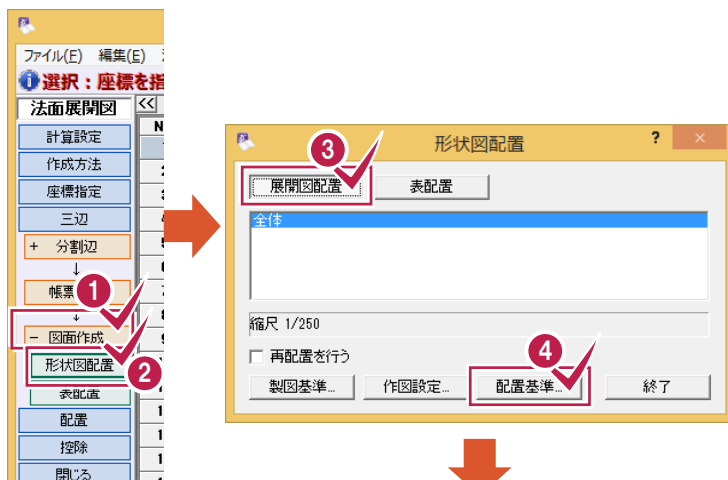 ファイル(F) 編集(E)
選択：座標を指
法面展開図 <<
計算設定
作成方法
座標指定
三辺
+ 分割辺
↓
帳票
1
↓
- 図面作成
形状図配置
2
表配置
配置
控除
閉じる
形状図配置 ? ×
3
展開図配置 表配置
全体
縮尺 1/250
再配置を行う
4
製図基準... 作図設定... 配置基準... 終了